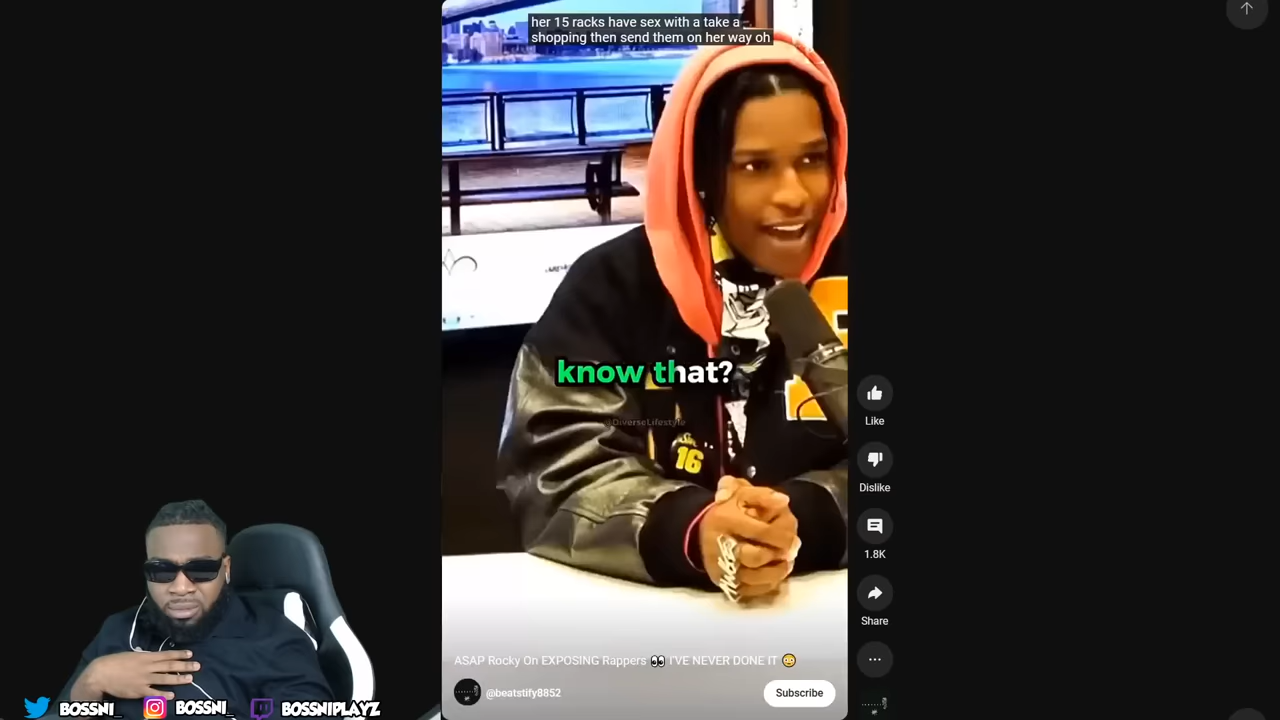 her 15 racks have sex with a take a
shopping then send them on her way oh
know that?
@DiverseLifestyle
16
Like
Dislike
1.8K
Share
ASAP Rocky On EXPOSING Rappers 👀 I'VE NEVER DONE IT 😳
@beatstify8852
Subscribe
BOSSNI_
BOSSNI_
BOSSNIPLAYZ